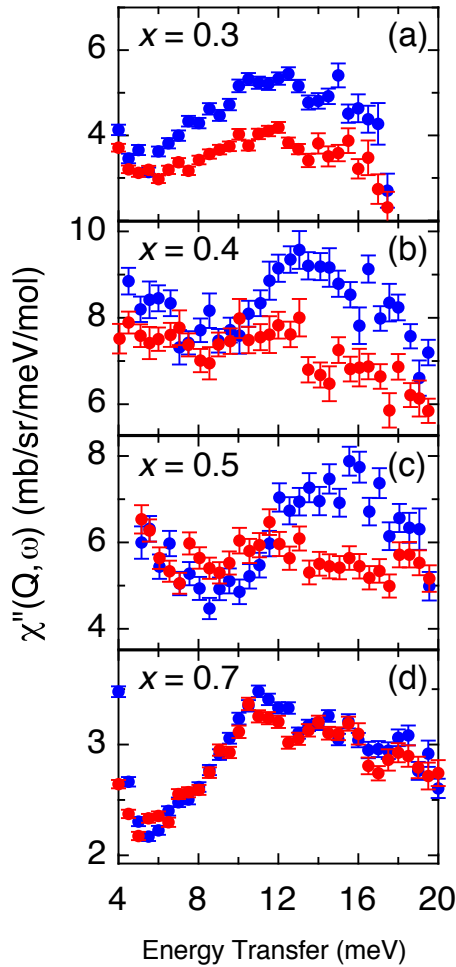 x = 0.3 (a)
6
4
x = 0.4 (b)
10
8
6
x = 0.5 (c)
8
6
4
x = 0.7 (d)
3
2
χ"(Q, ω) (mb/sr/meV/mol)
4 8 12 16 20
Energy Transfer (meV)